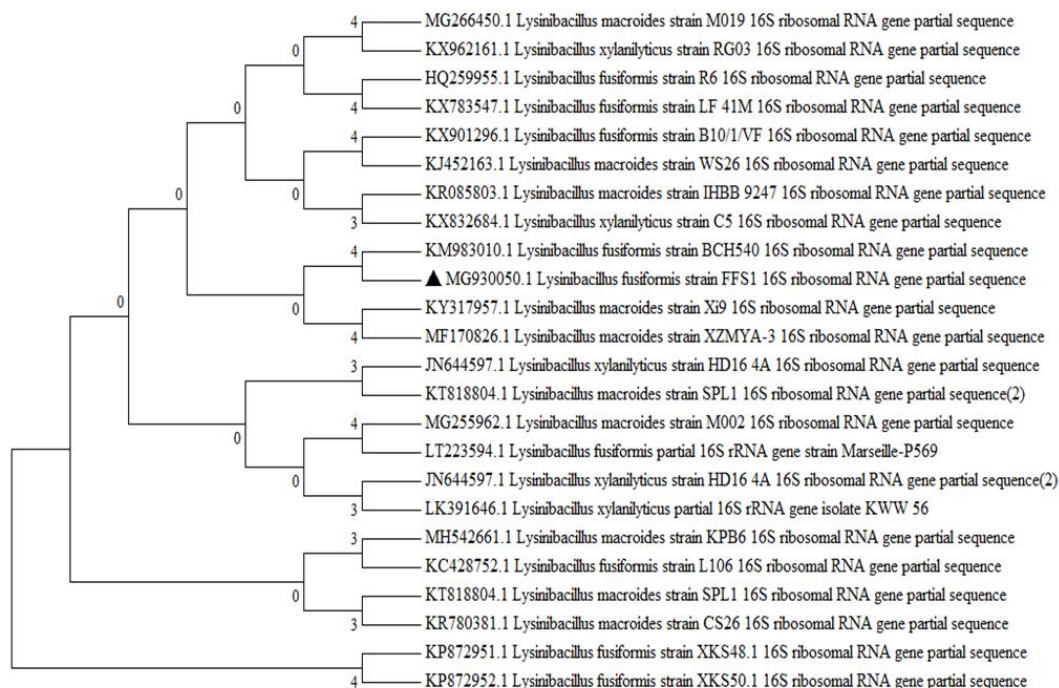 4
MG266450.1 Lysinibacillus macroides strain M019 16S ribosomal RNA gene partial sequence
0
KX962161.1 Lysinibacillus xylanilyticus strain RG03 16S ribosomal RNA gene partial sequence
HQ259955.1 Lysinibacillus fusiformis strain R6 16S ribosomal RNA gene partial sequence
0
4
KX783547.1 Lysinibacillus fusiformis strain LF 41M 16S ribosomal RNA gene partial sequence
4
KX901296.1 Lysinibacillus fusiformis strain B10/1/VF 16S ribosomal RNA gene partial sequence
KJ452163.1 Lysinibacillus macroides strain WS26 16S ribosomal RNA gene partial sequence
0
0
KR085803.1 Lysinibacillus macroides strain IHBB 9247 16S ribosomal RNA gene partial sequence
3
KX832684.1 Lysinibacillus xylanilyticus strain C5 16S ribosomal RNA gene partial sequence
4
KM983010.1 Lysinibacillus fusiformis strain BCH540 16S ribosomal RNA gene partial sequence
MG930050.1 Lysinibacillus fusiformis strain FFS1 16S ribosomal RNA gene partial sequence
0
0
KY317957.1 Lysinibacillus macroides strain Xi9 16S ribosomal RNA gene partial sequence
4
MF170826.1 Lysinibacillus macroides strain XZMYA-3 16S ribosomal RNA gene partial sequence
3
JN644597.1 Lysinibacillus xylanilyticus strain HD16 4A 16S ribosomal RNA gene partial sequence
KT818804.1 Lysinibacillus macroides strain SPL1 16S ribosomal RNA gene partial sequence(2)
4
MG255962.1 Lysinibacillus macroides strain M002 16S ribosomal RNA gene partial sequence
0
LT223594.1 Lysinibacillus fusiformis partial 16S rRNA gene strain Marseille-P569
0
JN644597.1 Lysinibacillus xylanilyticus strain HD16 4A 16S ribosomal RNA gene partial sequence(2)
3
LK391646.1 Lysinibacillus xylanilyticus partial 16S rRNA gene isolate KWW 56
3
MH542661.1 Lysinibacillus macroides strain KPB6 16S ribosomal RNA gene partial sequence
KC428752.1 Lysinibacillus fusiformis strain L106 16S ribosomal RNA gene partial sequence
0
KT818804.1 Lysinibacillus macroides strain SPL1 16S ribosomal RNA gene partial sequence
3
KR780381.1 Lysinibacillus macroides strain CS26 16S ribosomal RNA gene partial sequence
KP872951.1 Lysinibacillus fusiformis strain XKS48.1 16S ribosomal RNA gene partial sequence
4
KP872952.1 Lysinibacillus fusiformis strain XKS50.1 16S ribosomal RNA gene partial sequence